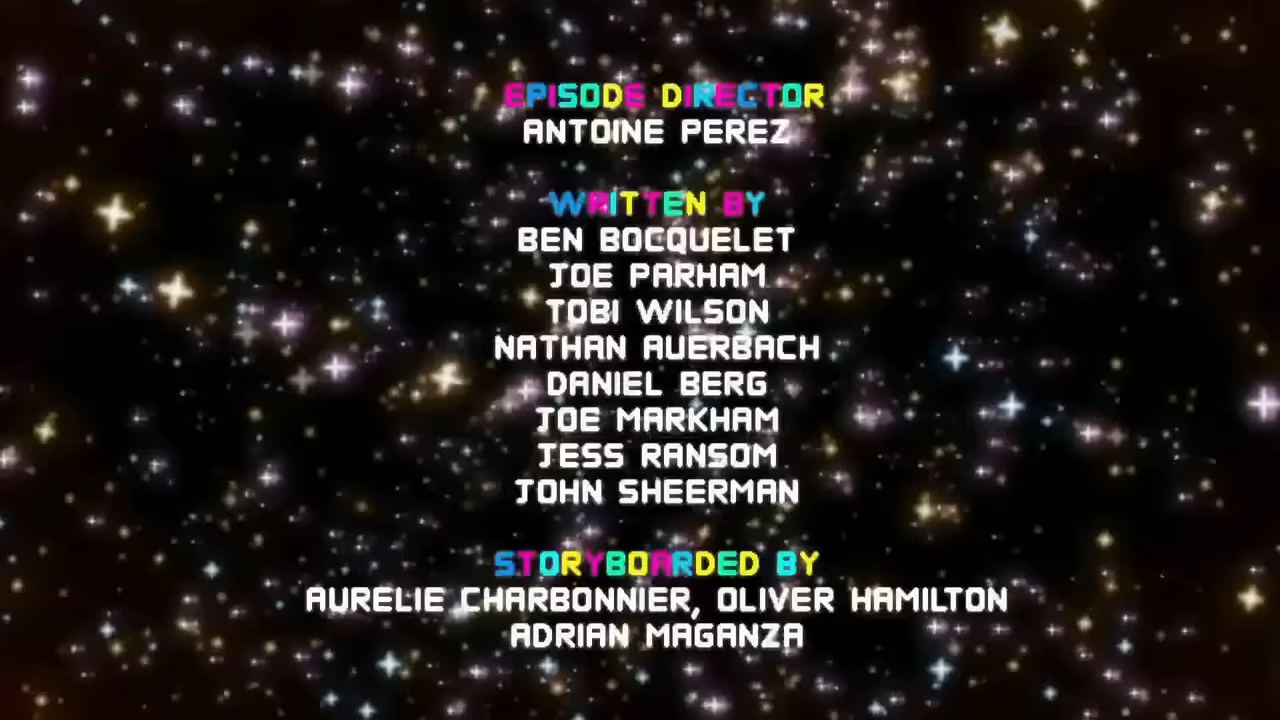 EPISODE DIRECTOR
ANTOINE PEREZ
WRITTEN BY
BEN BOCQUELET
JOE PARHAM
TOBI WILSON
NATHAN AUERBACH
DANIEL BERG
JOE MARKHAM
JESS RANSOM
JOHN SHEERMAN
STORYBOARDED BY
AURELIE CHARBONNIER, OLIVER HAMILTON
ADRIAN MAGANZA